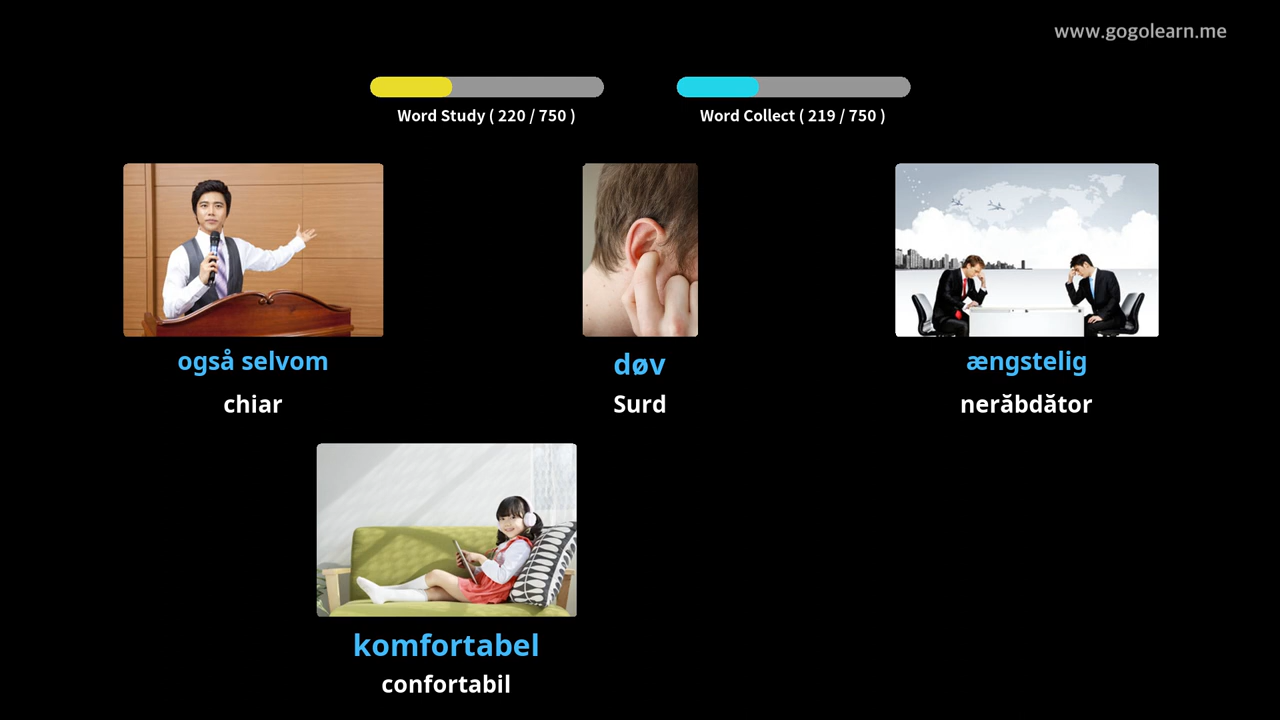 www.gogolearn.me
Word Study ( 220 / 750 )
Word Collect ( 219 / 750 )
også selvom
chiar
døv
Surd
ængstelig
nerăbdător
komfortabel
confortabil